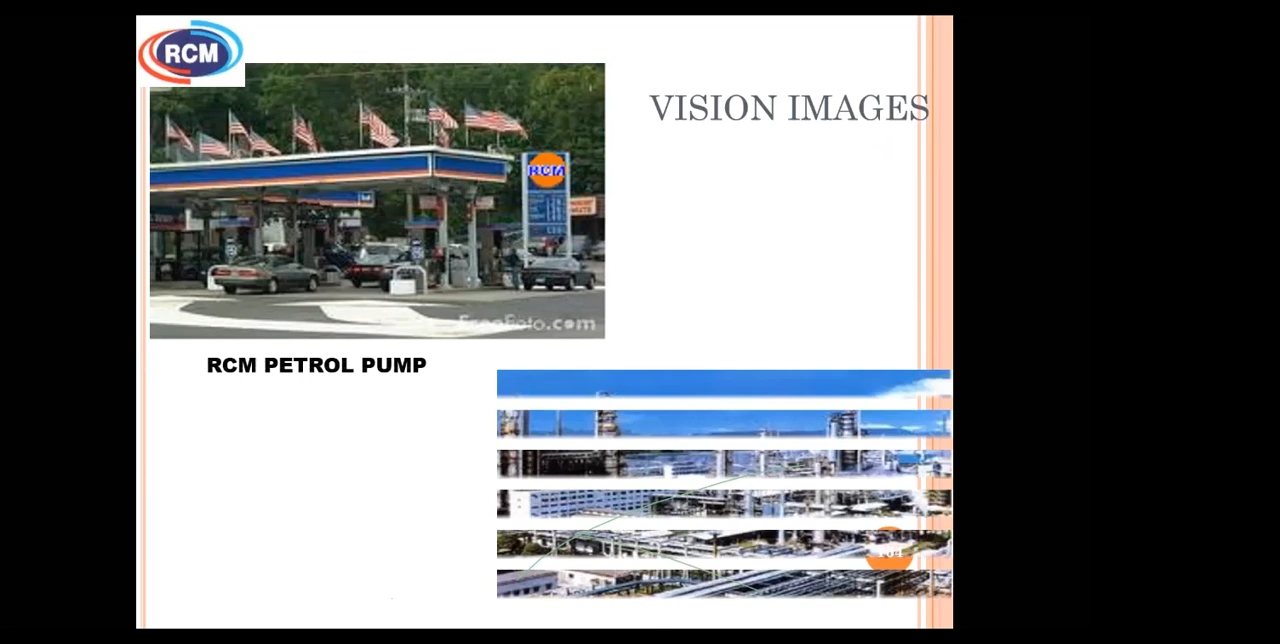 RCM
VISION IMAGES
RCM
FreeFoto.com
RCM PETROL PUMP